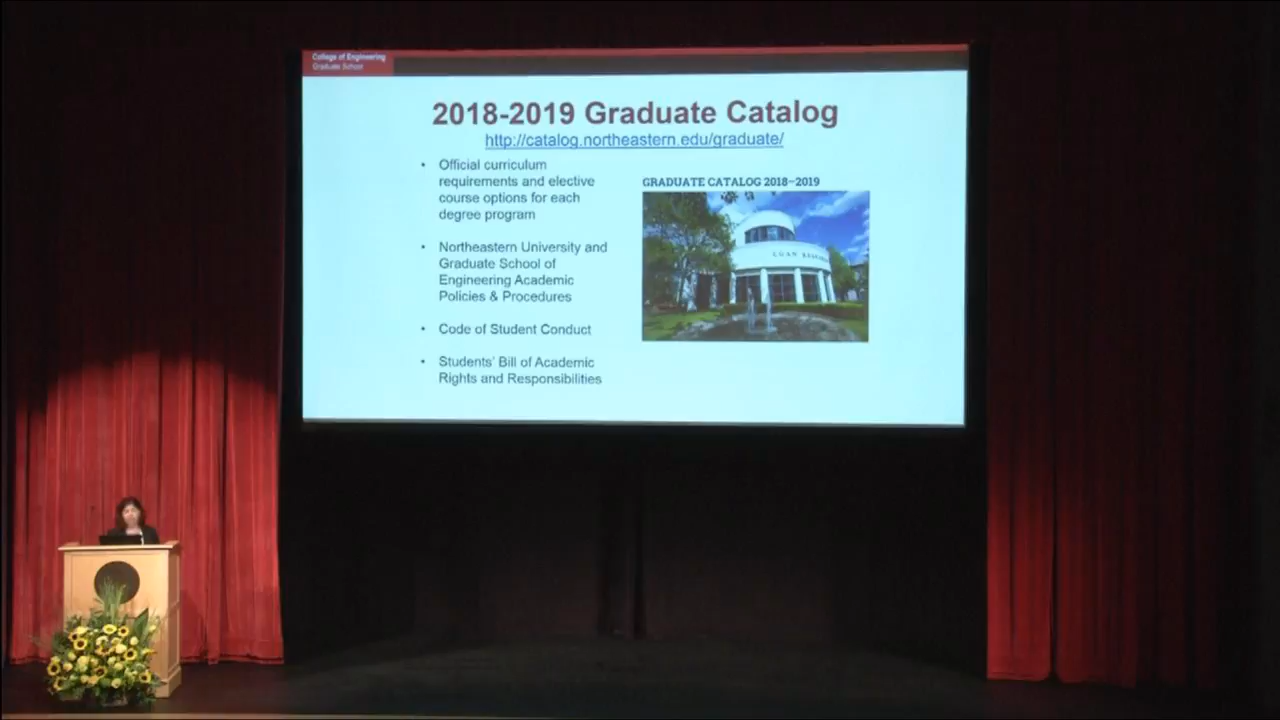 College of Engineering
Graduate School
2018-2019 Graduate Catalog
http://catalog.northeastern.edu/graduate/
• Official curriculum
requirements and elective
course options for each
degree program
• Northeastern University and
Graduate School of
Engineering Academic
Policies & Procedures
• Code of Student Conduct
• Students' Bill of Academic
Rights and Responsibilities
GRADUATE CATALOG 2018–2019